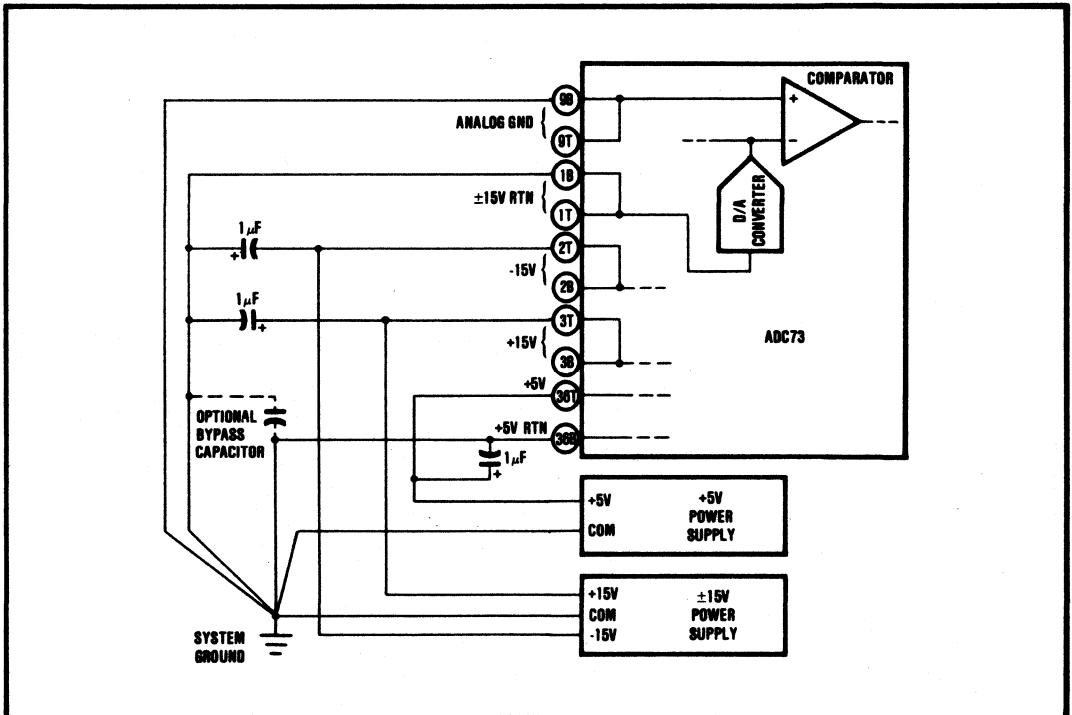 COMPARATOR
9B
+
ANALOG GND
9T
-
1B
±15V RTN
1T
D/A
CONVERTER
1µF
+
2T
-15V
2B
1µF
+
3T
+15V
3B
ADC73
+5V
36T
OPTIONAL
BYPASS
CAPACITOR
+5V RTN
36B
1µF
+
+5V
COM
+5V
POWER
SUPPLY
+15V
COM
-15V
±15V
POWER
SUPPLY
SYSTEM
GROUND